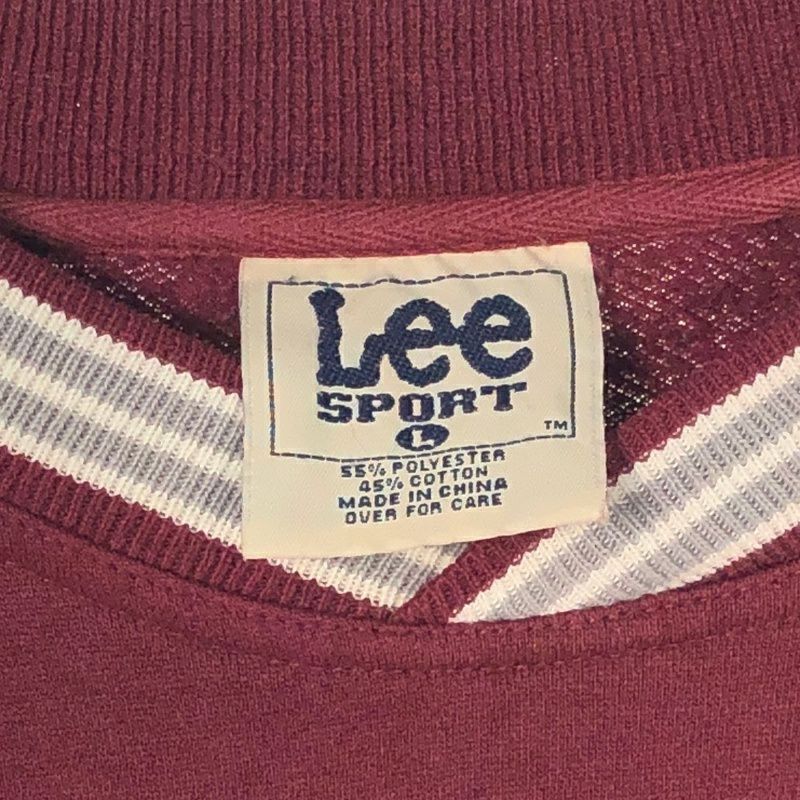 Lee
SPORT
L
TM
55% POLYESTER
45% COTTON
MADE IN CHINA
OVER FOR CARE